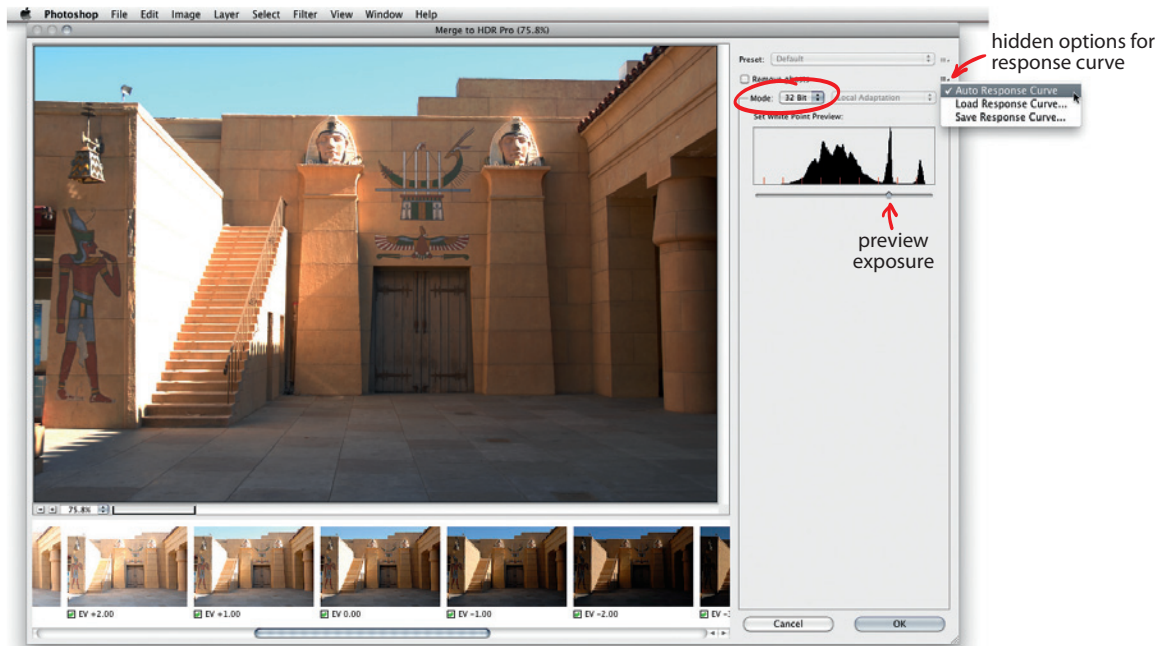 Photoshop File Edit Image Layer Select Filter View Window Help
Merge to HDR Pro (75.8%)
hidden options for
response curve
Preset: Default
Remove ghosts
Mode: 32 Bit Local Adaptation
Set White Point Preview:
✓ Auto Response Curve
Load Response Curve...
Save Response Curve...
preview
exposure
75.8%
EV +2.00 EV +1.00 EV 0.00 EV -1.00 EV -2.00
Cancel OK